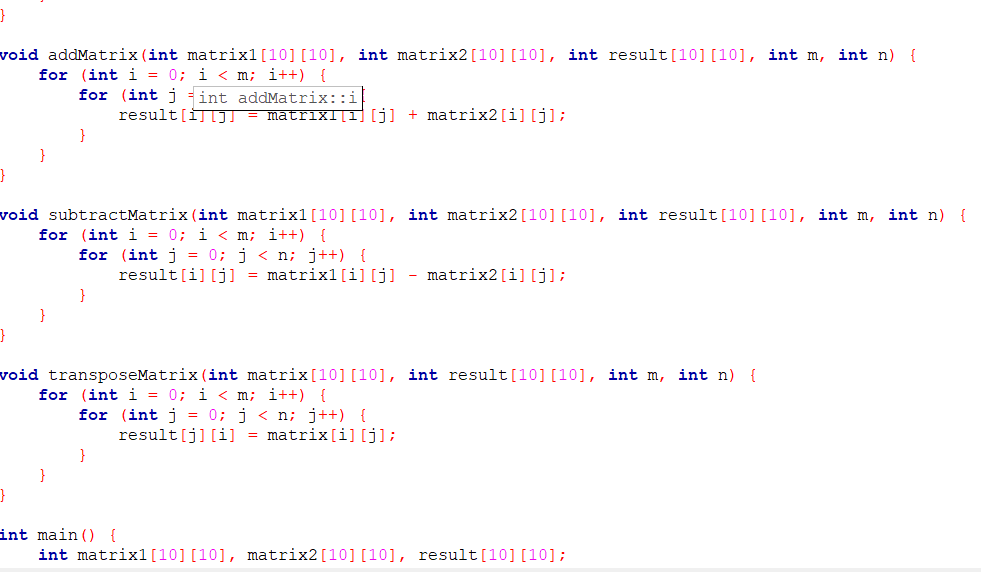 }
void addMatrix(int matrix1[10][10], int matrix2[10][10], int result[10][10], int m, int n) {
    for (int i = 0; i < m; i++) {
        for (int j =
int addMatrix::i
            result[i][j] = matrix1[i][j] + matrix2[i][j];
        }
    }
}
void subtractMatrix(int matrix1[10][10], int matrix2[10][10], int result[10][10], int m, int n) {
    for (int i = 0; i < m; i++) {
        for (int j = 0; j < n; j++) {
            result[i][j] = matrix1[i][j] - matrix2[i][j];
        }
    }
}
void transposeMatrix(int matrix[10][10], int result[10][10], int m, int n) {
    for (int i = 0; i < m; i++) {
        for (int j = 0; j < n; j++) {
            result[j][i] = matrix[i][j];
        }
    }
}
int main() {
    int matrix1[10][10], matrix2[10][10], result[10][10];